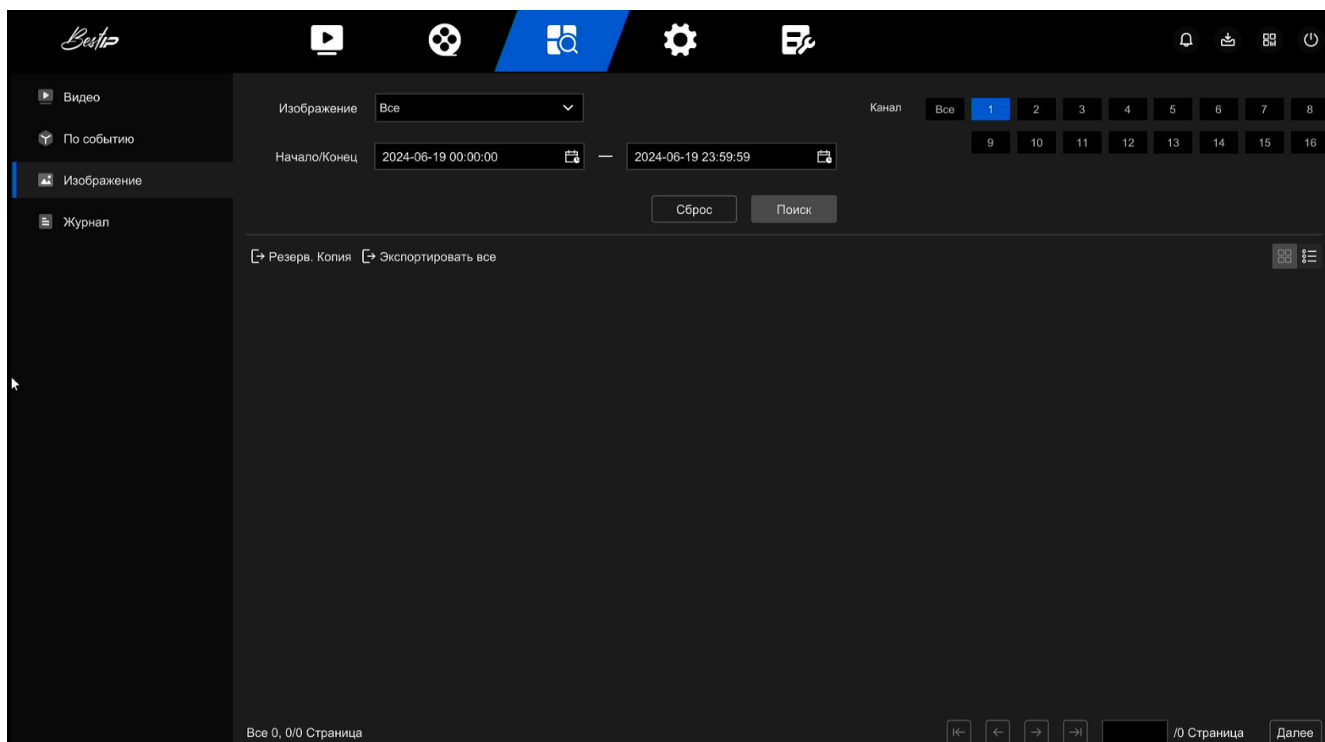 Bestip
Видео
По событию
Изображение
Журнал
Изображение Все
Канал Все 1 2 3 4 5 6 7 8
9 10 11 12 13 14 15 16
Начало/Конец 2024-06-19 00:00:00 — 2024-06-19 23:59:59
Сброс Поиск
Резерв. Копия Экспортировать все
Все 0, 0/0 Страница
/0 Страница Далее